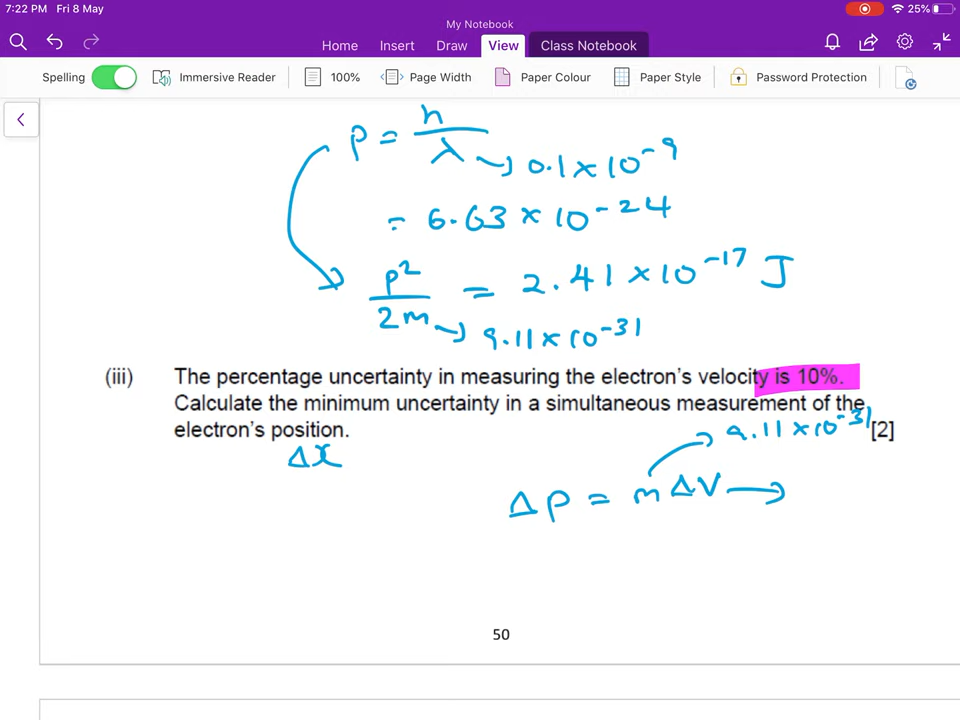 7:22 PM Fri 8 May
25%
My Notebook
Home Insert Draw View Class Notebook
Spelling Immersive Reader 100% Page Width Paper Colour Paper Style Password Protection
p = h/λ → 0.1 × 10⁻⁹
= 6.63 × 10⁻²⁴
p²/2m = 2.41 × 10⁻¹⁷ J
→ 9.11 × 10⁻³¹
(iii) The percentage uncertainty in measuring the electron's velocity is 10%.
Calculate the minimum uncertainty in a simultaneous measurement of the
electron's position. [2]
Δx
→ 9.11 × 10⁻³¹
Δp = mΔV →
50